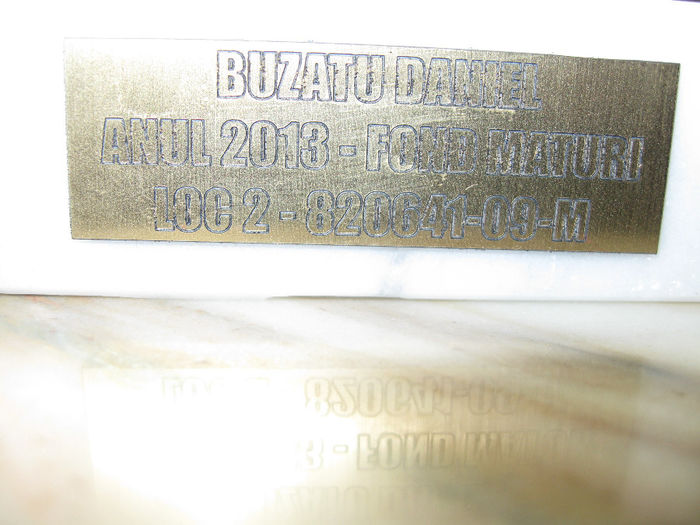 BUZATU DANIEL
ANUL 2013 - FOND MATURI
LOC 2 - 820641-09-M